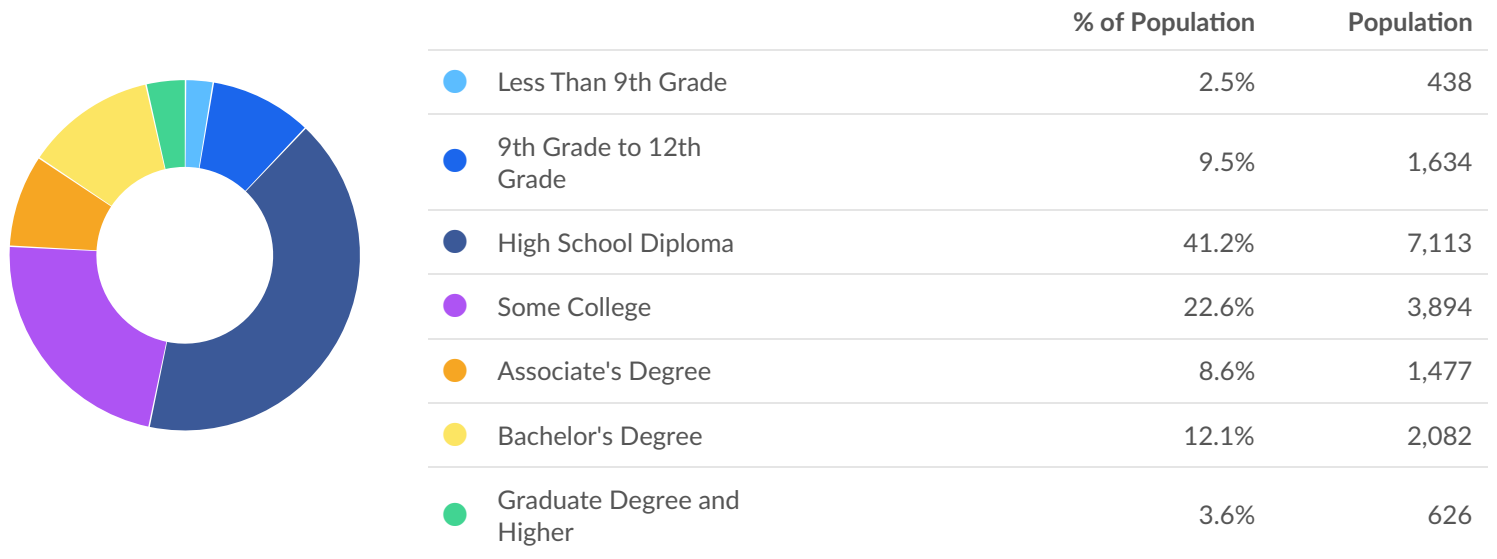 % of Population Population
Less Than 9th Grade 2.5% 438
9th Grade to 12th
Grade 9.5% 1,634
High School Diploma 41.2% 7,113
Some College 22.6% 3,894
Associate's Degree 8.6% 1,477
Bachelor's Degree 12.1% 2,082
Graduate Degree and
Higher 3.6% 626